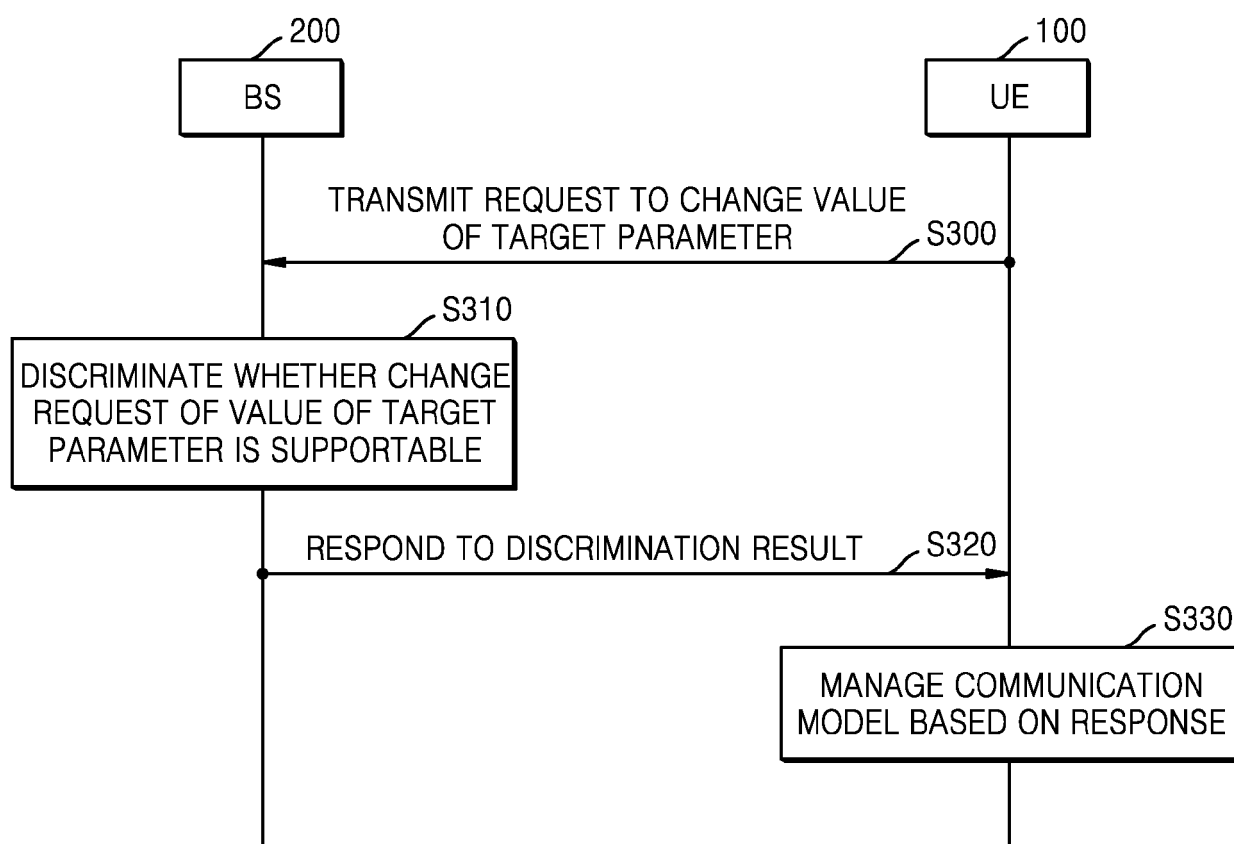 200
100
BS
UE
TRANSMIT REQUEST TO CHANGE VALUE
OF TARGET PARAMETER
S300
S310
DISCRIMINATE WHETHER CHANGE
REQUEST OF VALUE OF TARGET
PARAMETER IS SUPPORTABLE
RESPOND TO DISCRIMINATION RESULT
S320
S330
MANAGE COMMUNICATION
MODEL BASED ON RESPONSE